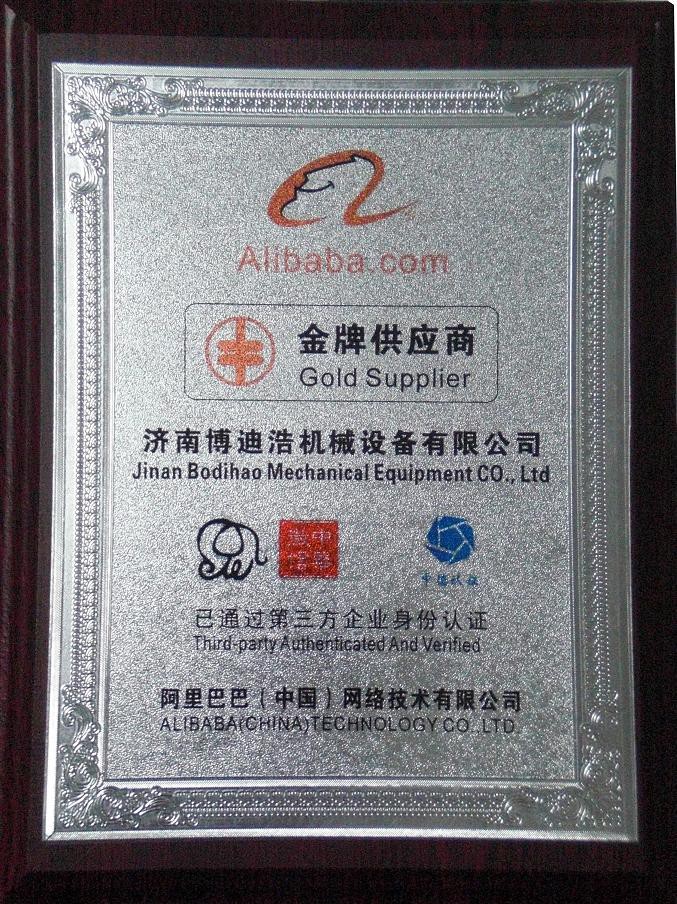 Alibaba.com
金牌供应商
Gold Supplier
济南博迪浩机械设备有限公司
Jinan Bodihao Mechanical Equipment CO., Ltd
已通过第三方企业身份认证
Third-party Authenticated And Verified
阿里巴巴（中国）网络技术有限公司
ALIBABA(CHINA)TECHNOLOGY CO.,LTD.